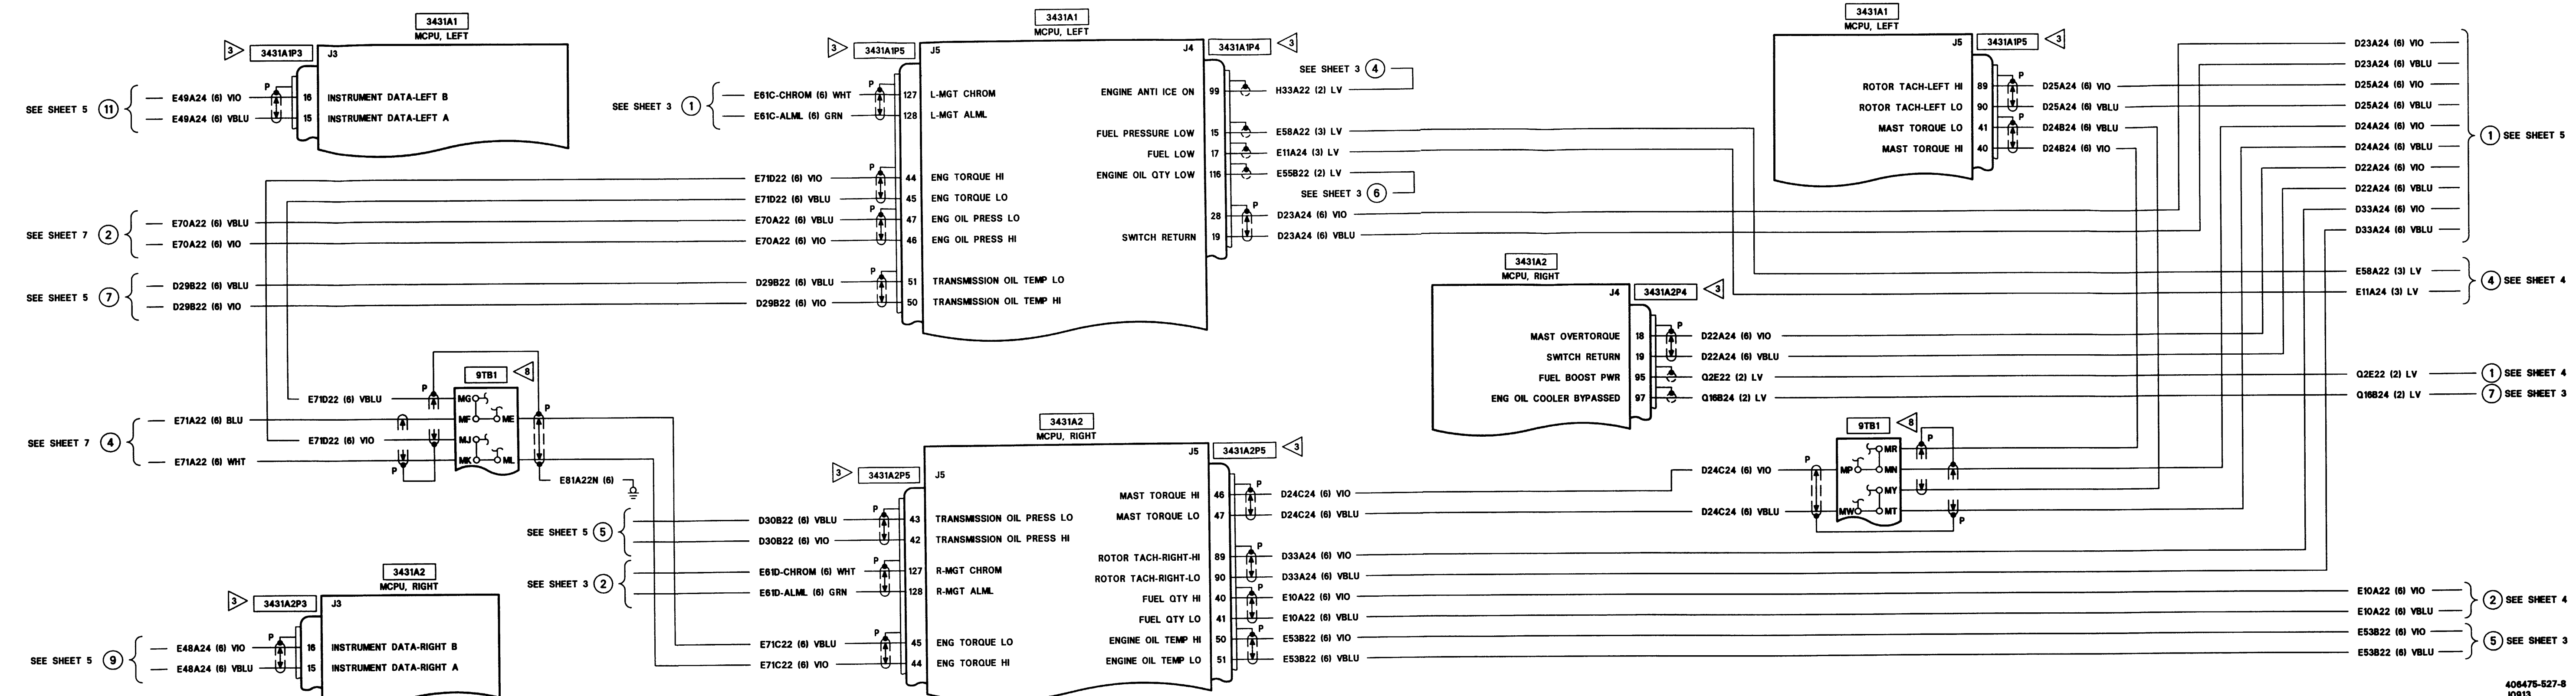 3431A1
MCPU, LEFT
3
3431A1P3
J3
P
SEE SHEET 5
11
E49A24 (6) VIO
16
INSTRUMENT DATA-LEFT B
E49A24 (6) VBLU
15
INSTRUMENT DATA-LEFT A
3431A1
MCPU, LEFT
3
3431A1P5
J5
J4
3431A1P4
3
SEE SHEET 3
1
P
E61C-CHROM (6) WHT
127
L-MGT CHROM
E61C-ALML (6) GRN
128
L-MGT ALML
P
E71D22 (6) VIO
44
ENG TORQUE HI
E71D22 (6) VBLU
45
ENG TORQUE LO
SEE SHEET 7
2
E70A22 (6) VBLU
E70A22 (6) VBLU
P
47
ENG OIL PRESS LO
E70A22 (6) VIO
E70A22 (6) VIO
46
ENG OIL PRESS HI
SEE SHEET 5
7
D29B22 (6) VBLU
D29B22 (6) VBLU
P
51
TRANSMISSION OIL TEMP LO
D29B22 (6) VIO
D29B22 (6) VIO
50
TRANSMISSION OIL TEMP HI
SEE SHEET 3
4
ENGINE ANTI ICE ON
99
P
H33A22 (2) LV
FUEL PRESSURE LOW
15
P
E58A22 (3) LV
FUEL LOW
17
P
E11A24 (3) LV
ENGINE OIL QTY LOW
116
P
E55B22 (2) LV
SEE SHEET 3
6
28
P
D23A24 (6) VIO
SWITCH RETURN
19
D23A24 (6) VBLU
3431A1
MCPU, LEFT
J5
3431A1P5
3
ROTOR TACH-LEFT HI
89
P
D25A24 (6) VIO
ROTOR TACH-LEFT LO
90
D25A24 (6) VBLU
MAST TORQUE LO
41
P
D24B24 (6) VBLU
MAST TORQUE HI
40
D24B24 (6) VIO
D23A24 (6) VIO
D23A24 (6) VBLU
D25A24 (6) VIO
D25A24 (6) VBLU
D24A24 (6) VIO
D24A24 (6) VBLU
D22A24 (6) VIO
D22A24 (6) VBLU
D33A24 (6) VIO
D33A24 (6) VBLU
1
SEE SHEET 5
E58A22 (3) LV
E11A24 (3) LV
4
SEE SHEET 4
3431A2
MCPU, RIGHT
J4
3431A2P4
3
MAST OVERTORQUE
18
P
D22A24 (6) VIO
SWITCH RETURN
19
D22A24 (6) VBLU
FUEL BOOST PWR
95
P
Q2E22 (2) LV
Q2E22 (2) LV
1
SEE SHEET 4
ENG OIL COOLER BYPASSED
97
P
Q16B24 (2) LV
Q16B24 (2) LV
7
SEE SHEET 3
9TB1
8
P
E71D22 (6) VBLU
MG
SEE SHEET 7
4
E71A22 (6) BLU
MF
ME
P
E71D22 (6) VIO
MJ
E71A22 (6) WHT
P
MK
ML
E81A22N (6)
3431A2
MCPU, RIGHT
3
3431A2P5
J5
J5
3431A2P5
3
SEE SHEET 5
5
P
D30B22 (6) VBLU
43
TRANSMISSION OIL PRESS LO
D30B22 (6) VIO
42
TRANSMISSION OIL PRESS HI
SEE SHEET 3
2
P
E61D-CHROM (6) WHT
127
R-MGT CHROM
E61D-ALML (6) GRN
128
R-MGT ALML
P
E71C22 (6) VBLU
45
ENG TORQUE LO
E71C22 (6) VIO
44
ENG TORQUE HI
MAST TORQUE HI
46
P
D24C24 (6) VIO
MAST TORQUE LO
47
D24C24 (6) VBLU
ROTOR TACH-RIGHT-HI
89
P
D33A24 (6) VIO
ROTOR TACH-RIGHT-LO
90
D33A24 (6) VBLU
FUEL QTY HI
40
P
E10A22 (6) VIO
FUEL QTY LO
41
E10A22 (6) VBLU
ENGINE OIL TEMP HI
50
P
E53B22 (6) VIO
ENGINE OIL TEMP LO
51
E53B22 (6) VBLU
9TB1
8
P
MR
D24C24 (6) VIO
P
MP
MN
MY
D24C24 (6) VBLU
MW
MT
P
E10A22 (6) VIO
E10A22 (6) VBLU
2
SEE SHEET 4
E53B22 (6) VIO
E53B22 (6) VBLU
5
SEE SHEET 3
3431A2
MCPU, RIGHT
3
3431A2P3
J3
P
SEE SHEET 5
9
E48A24 (6) VIO
16
INSTRUMENT DATA-RIGHT B
E48A24 (6) VBLU
15
INSTRUMENT DATA-RIGHT A
406475-527-8
J0913